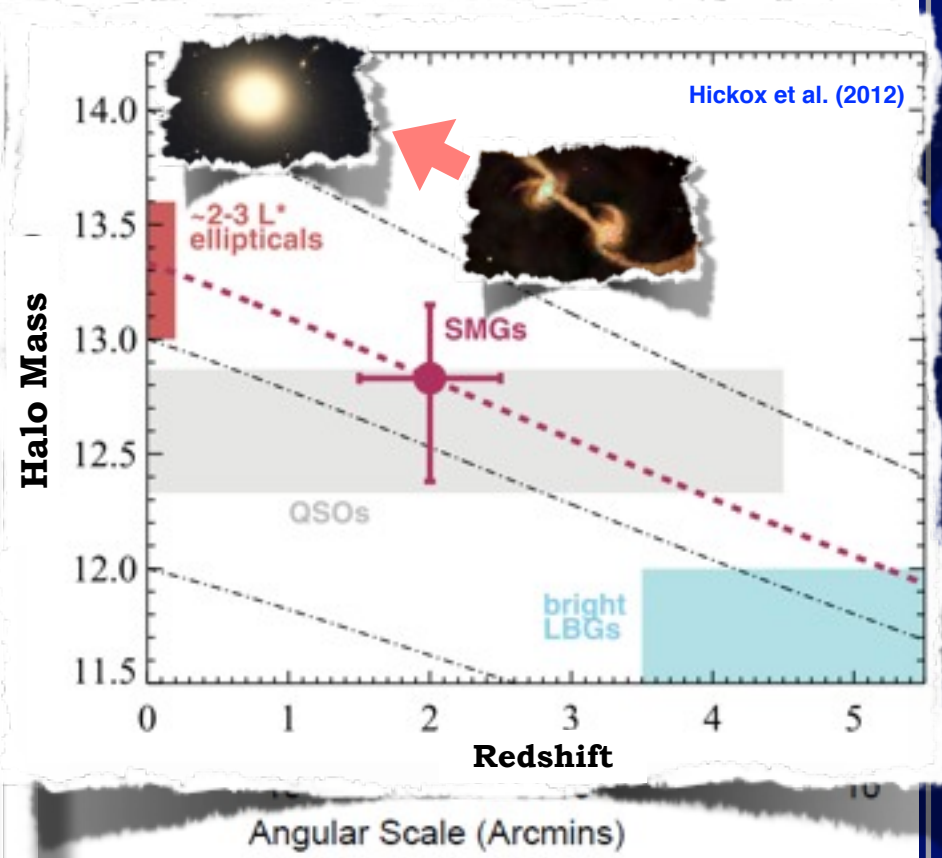 Hickox et al. (2012)
14.0
13.5
13.0
12.5
12.0
11.5
Halo Mass
~2-3 L*
ellipticals
SMGs
QSOs
bright
LBGs
0 1 2 3 4 5
Redshift
10
Angular Scale (Arcmins)